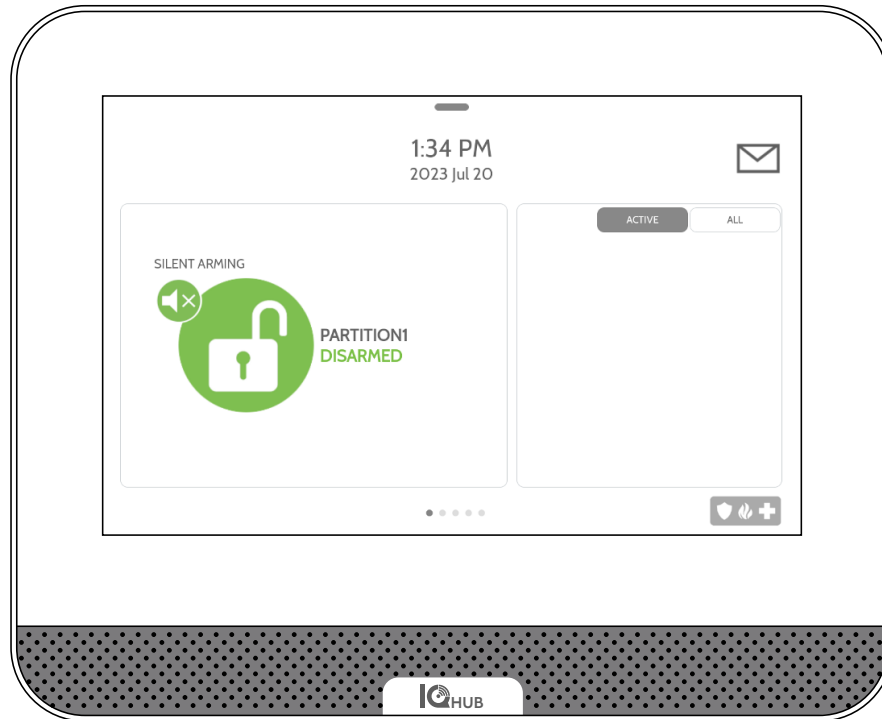 1:34 PM
2023 Jul 20
ACTIVE
ALL
SILENT ARMING
PARTITION1
DISARMED
IQ HUB